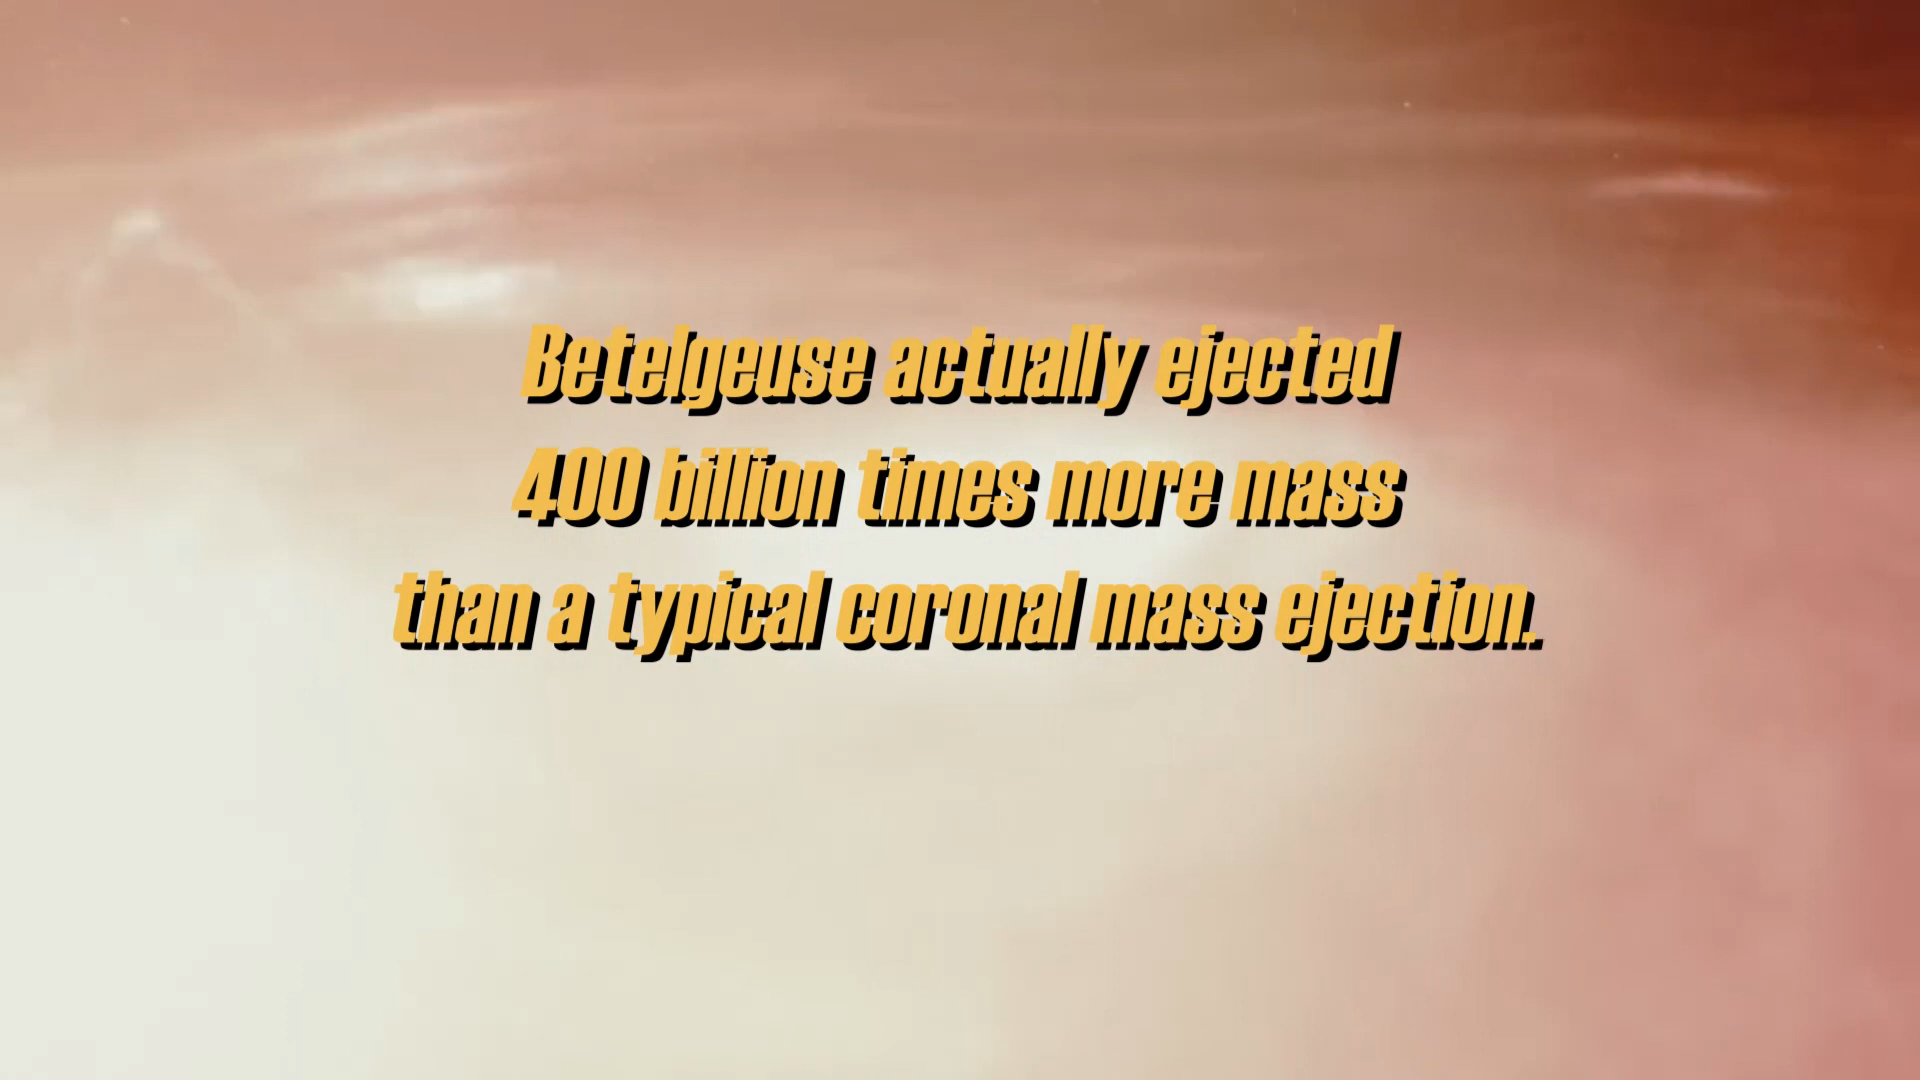 Betelgeuse actually ejected
400 billion times more mass
than a typical coronal mass ejection.